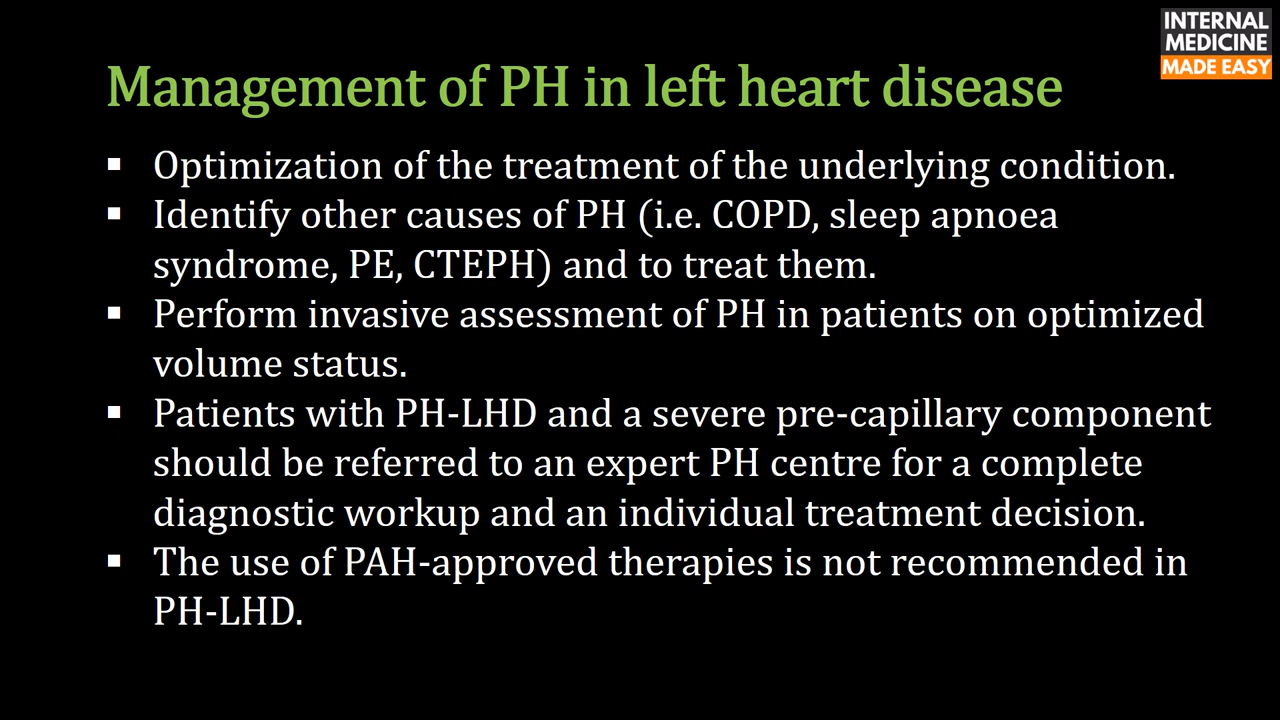 INTERNAL
MEDICINE
MADE EASY
Management of PH in left heart disease
▪ Optimization of the treatment of the underlying condition.
▪ Identify other causes of PH (i.e. COPD, sleep apnoea
syndrome, PE, CTEPH) and to treat them.
▪ Perform invasive assessment of PH in patients on optimized
volume status.
▪ Patients with PH-LHD and a severe pre-capillary component
should be referred to an expert PH centre for a complete
diagnostic workup and an individual treatment decision.
▪ The use of PAH-approved therapies is not recommended in
PH-LHD.